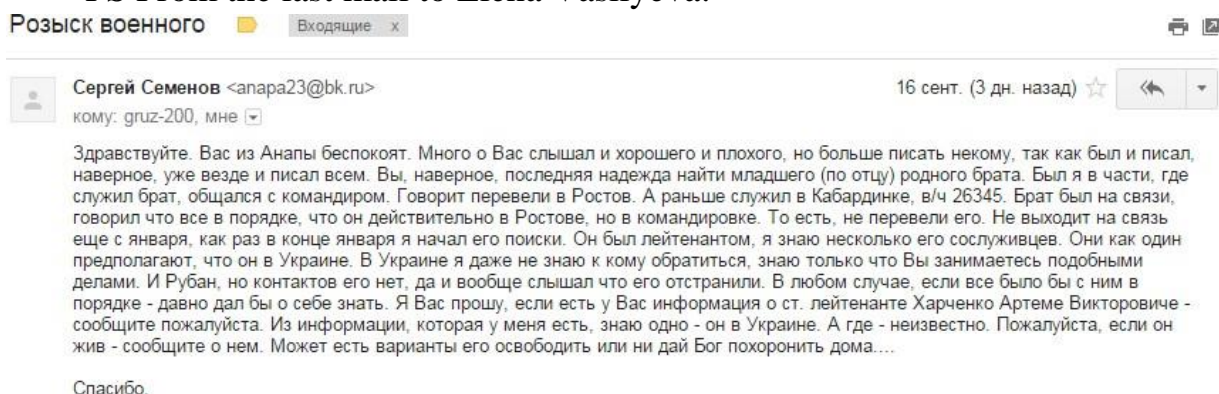 PS From the last mail to Elena Vasilyeva:
Розыск военного Входящие x
Сергей Семенов <anapa23@bk.ru> 16 сент. (3 дн. назад)
кому: gruz-200, мне
Здравствуйте. Вас из Анапы беспокоят. Много о Вас слышал и хорошего и плохого, но больше писать некому, так как был и писал,
наверное, уже везде и писал всем. Вы, наверное, последняя надежда найти младшего (по отцу) родного брата. Был я в части, где
служил брат, общался с командиром. Говорит перевели в Ростов. А раньше служил в Кабардинке, в/ч 26345. Брат был на связи,
говорил что все в порядке, что он действительно в Ростове, но в командировке. То есть, не перевели его. Не выходит на связь
еще с января, как раз в конце января я начал его поиски. Он был лейтенантом, я знаю несколько его сослуживцев. Они как один
предполагают, что он в Украине. В Украине я даже не знаю к кому обратиться, знаю только что Вы занимаетесь подобными
делами. И Рубан, но контактов его нет, да и вообще слышал что его отстранили. В любом случае, если все было бы с ним в
порядке - давно дал бы о себе знать. Я Вас прошу, если есть у Вас информация о ст. лейтенанте Харченко Артеме Викторовиче -
сообщите пожалуйста. Из информации, которая у меня есть, знаю одно - он в Украине. А где - неизвестно. Пожалуйста, если он
жив - сообщите о нем. Может есть варианты его освободить или ни дай Бог похоронить дома....
Спасибо.